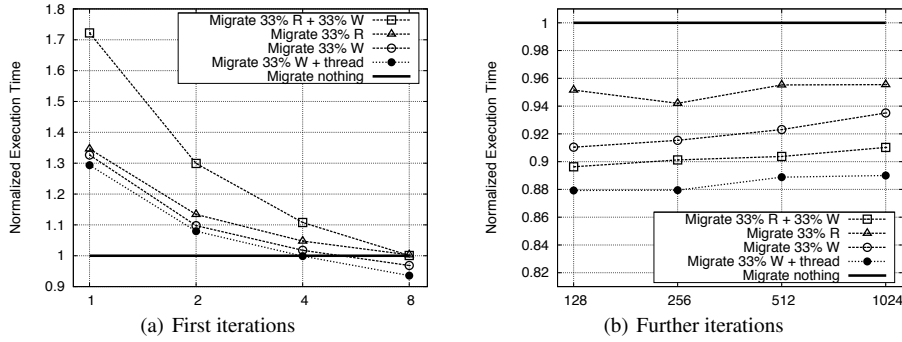 1.8
1.7
1.6
1.5
1.4
1.3
1.2
1.1
1
0.9
Normalized Execution Time
Migrate 33% R + 33% W
Migrate 33% R
Migrate 33% W
Migrate 33% W + thread
Migrate nothing
1 2 4 8
(a) First iterations
1
0.98
0.96
0.94
0.92
0.9
0.88
0.86
0.84
0.82
Normalized Execution Time
Migrate 33% R + 33% W
Migrate 33% R
Migrate 33% W
Migrate 33% W + thread
Migrate nothing
128 256 512 1024
(b) Further iterations